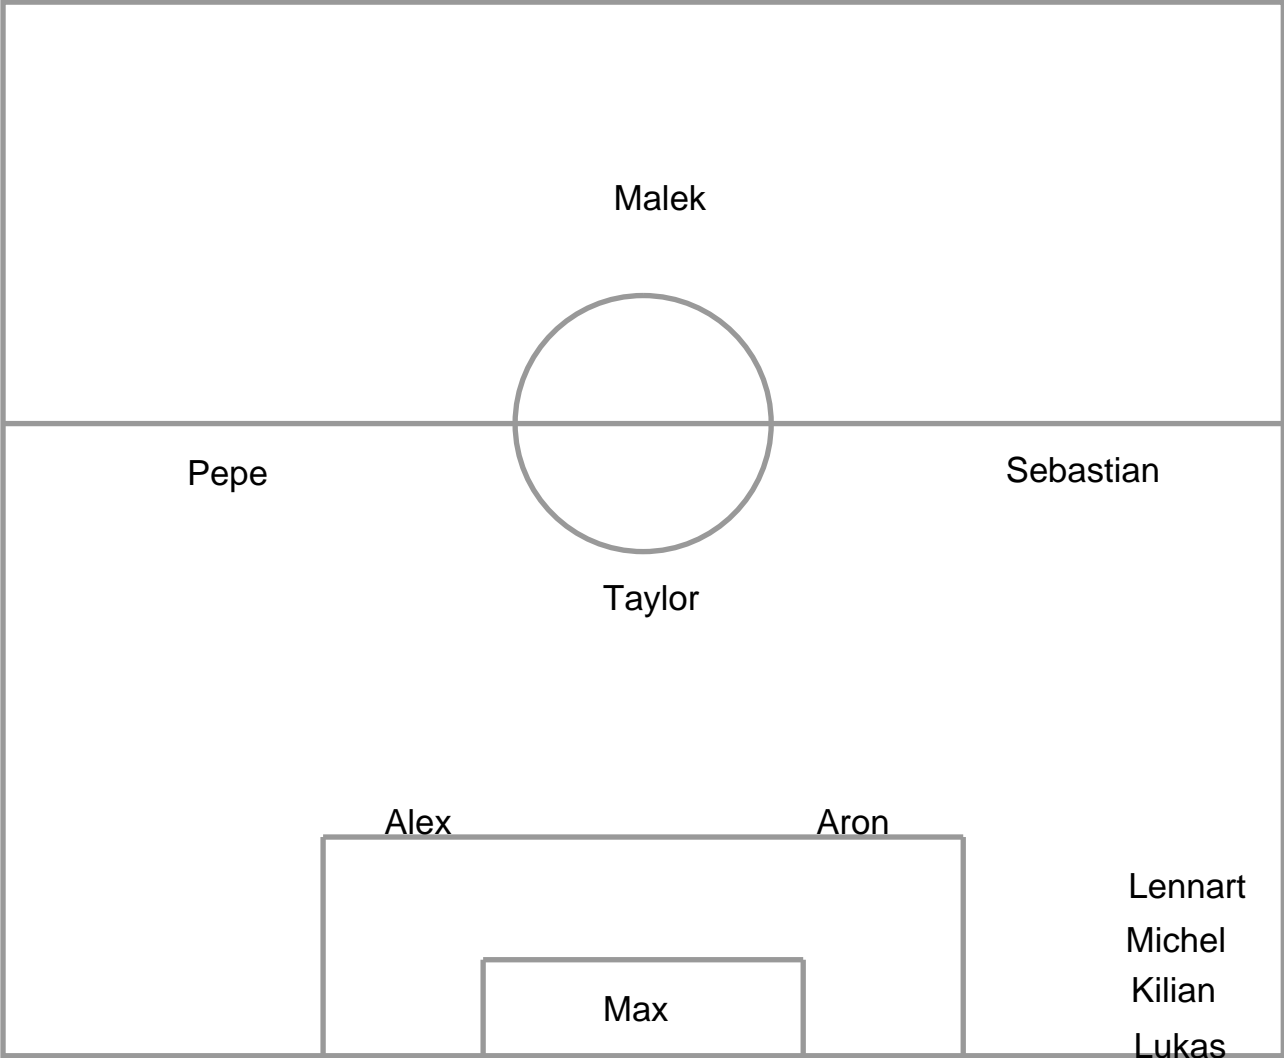 Malek
Pepe
Sebastian
Taylor
Alex
Aron
Lennart
Michel
Kilian
Max
Lukas